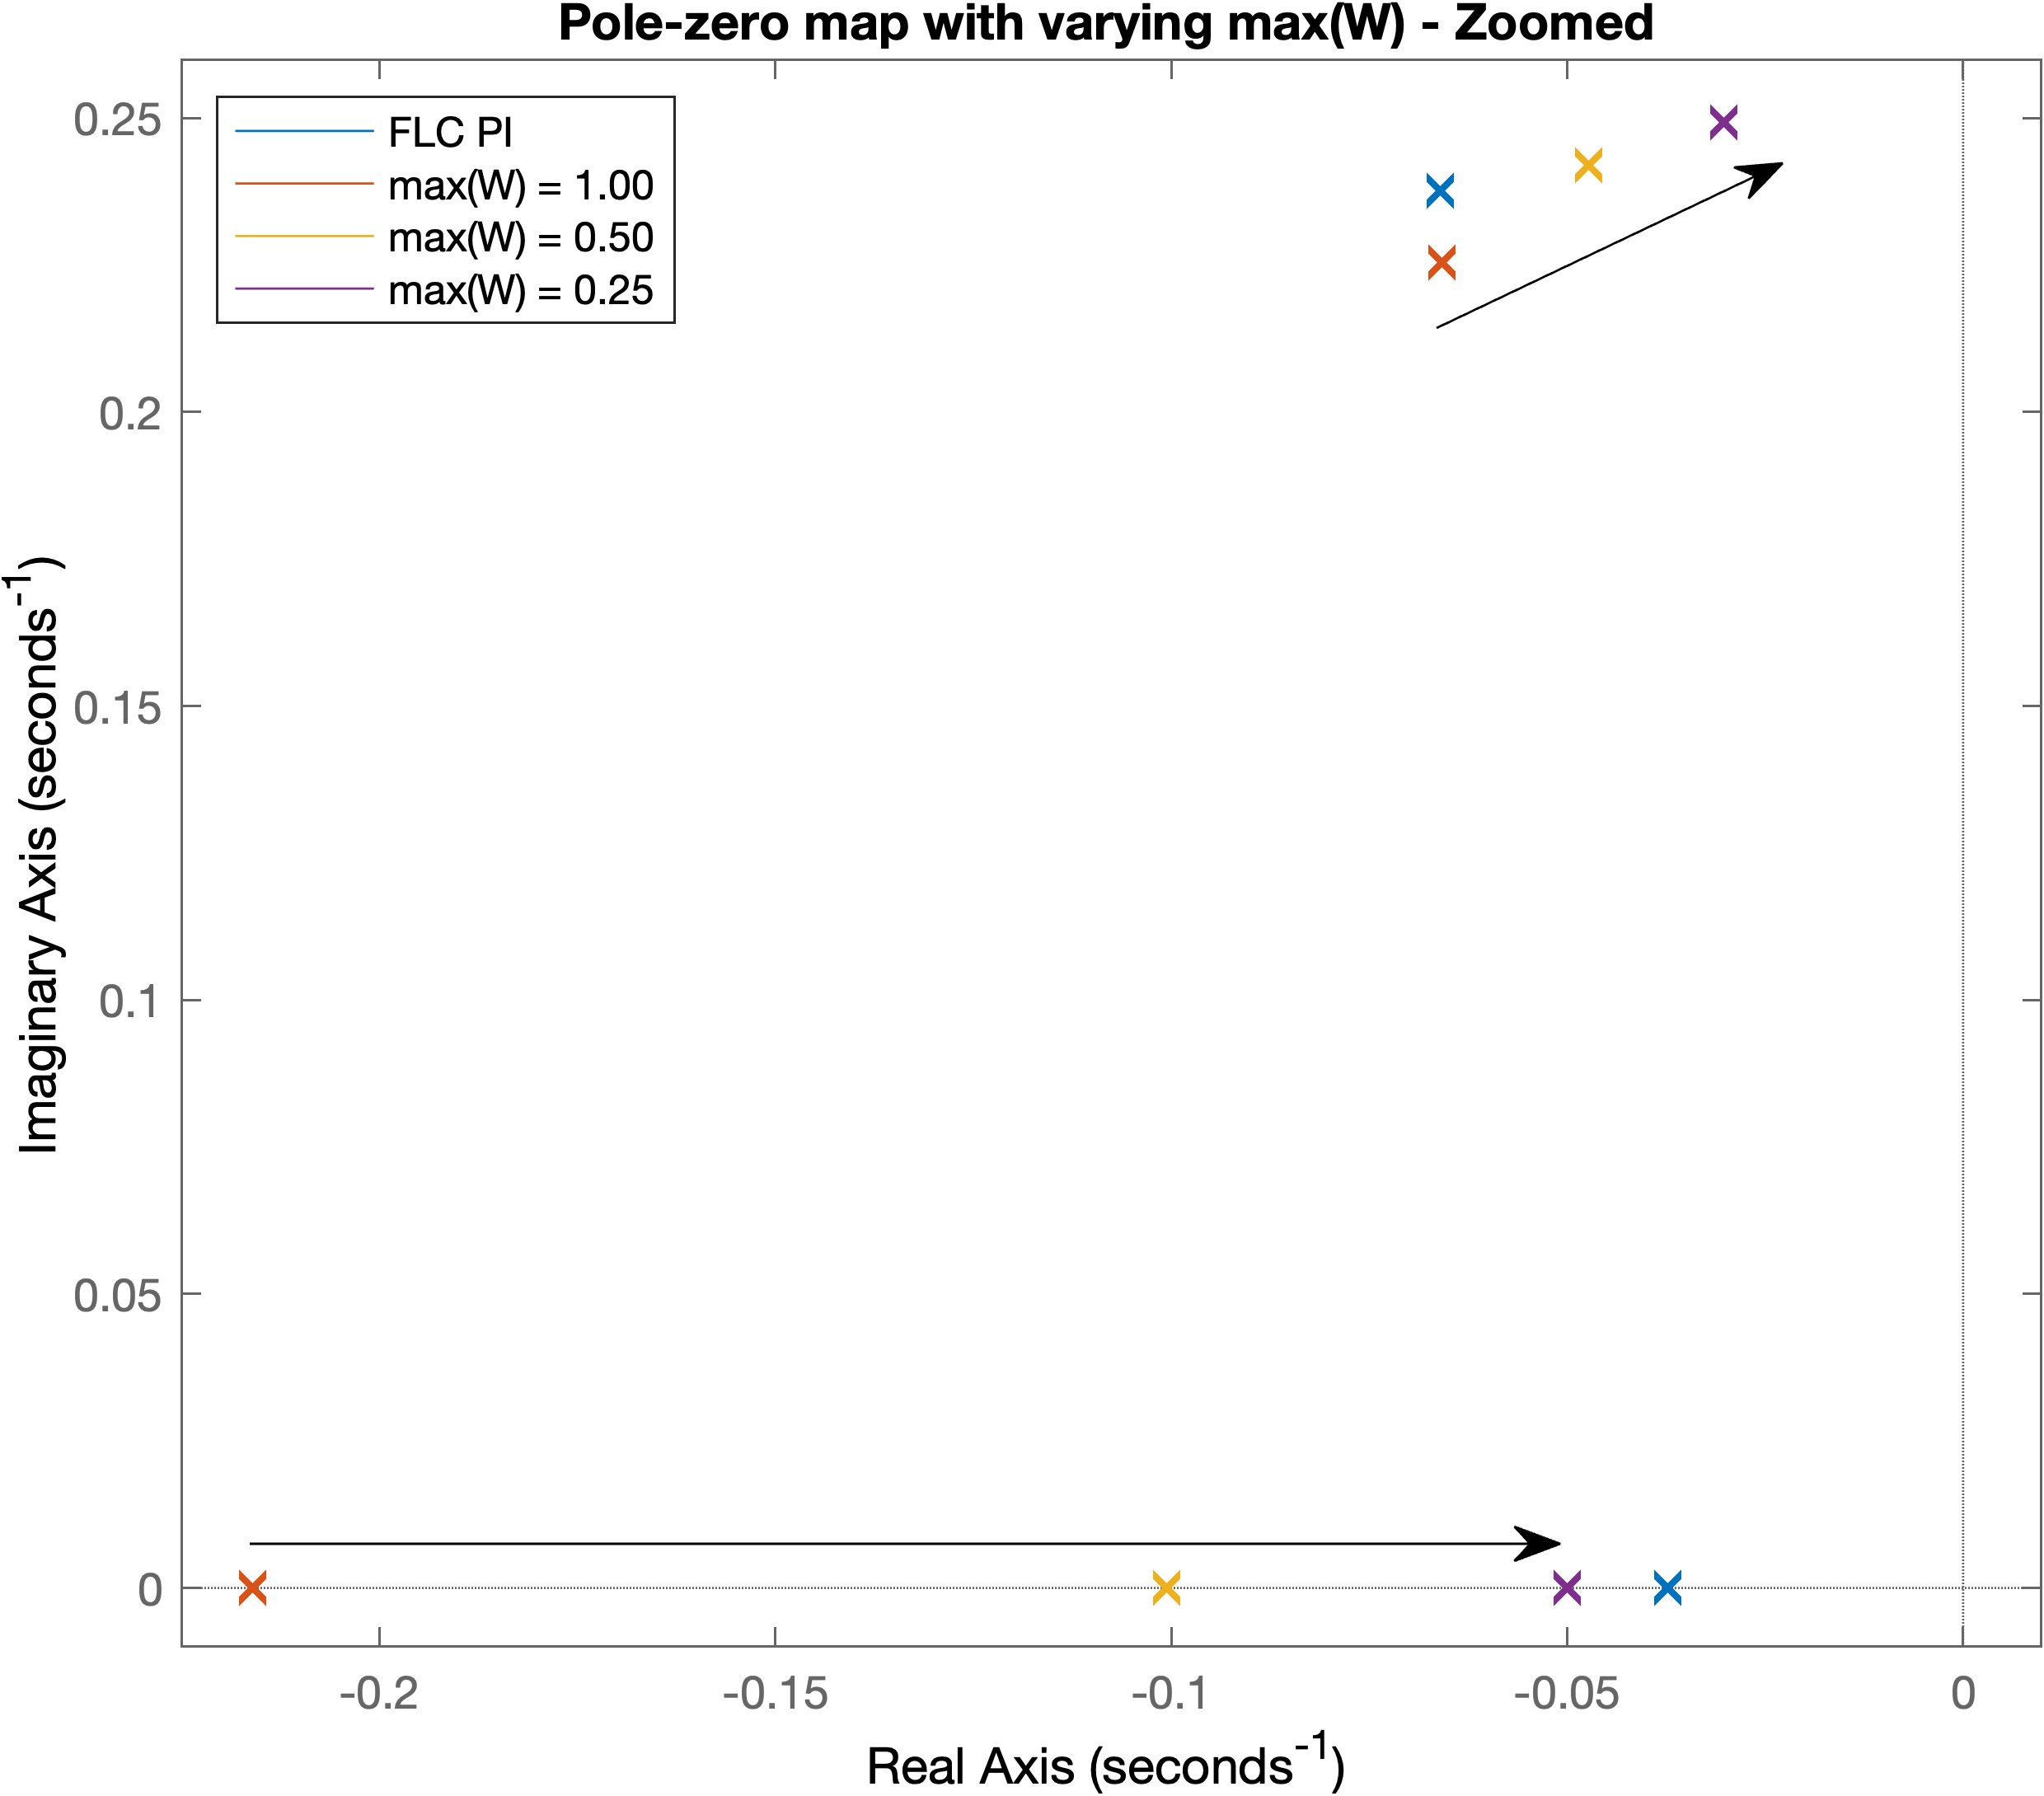 Pole-zero map with varying max(W) - Zoomed
FLC PI
max(W) = 1.00
max(W) = 0.50
max(W) = 0.25
0.25
0.2
0.15
0.1
0.05
0
Imaginary Axis (seconds⁻¹)
-0.2
-0.15
-0.1
-0.05
0
Real Axis (seconds⁻¹)